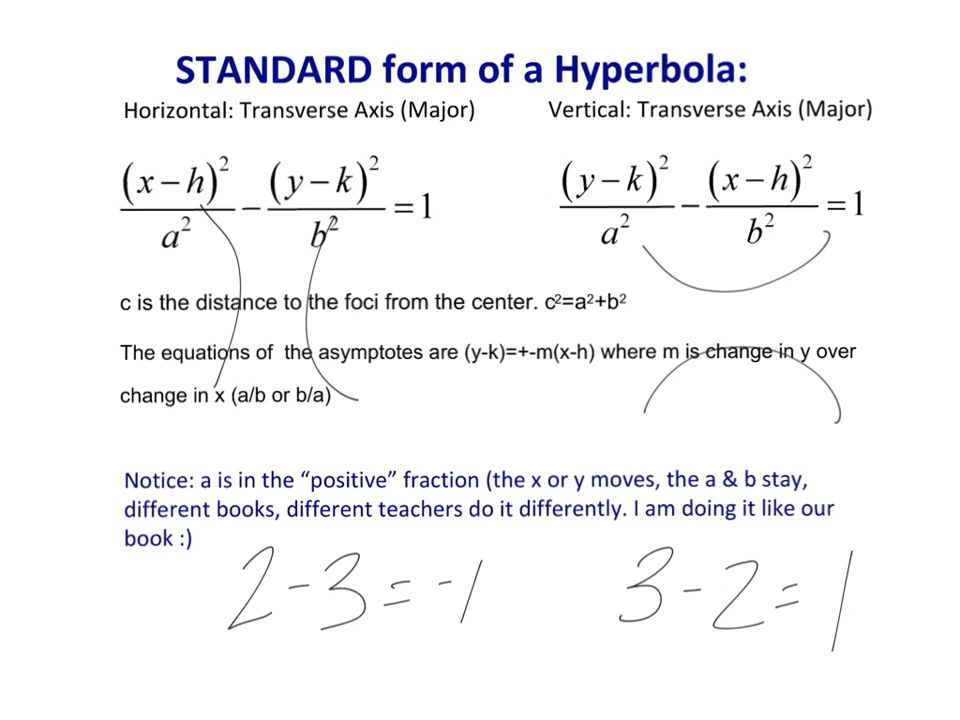 STANDARD form of a Hyperbola:
Horizontal: Transverse Axis (Major) Vertical: Transverse Axis (Major)
(x−h)²/a² − (y−k)²/b² = 1 (y−k)²/a² − (x−h)²/b² = 1
c is the distance to the foci from the center. c²=a²+b²
The equations of the asymptotes are (y-k)=+-m(x-h) where m is change in y over
change in x (a/b or b/a)
Notice: a is in the “positive” fraction (the x or y moves, the a & b stay,
different books, different teachers do it differently. I am doing it like our
book :)
2-3=-1 3-2=1